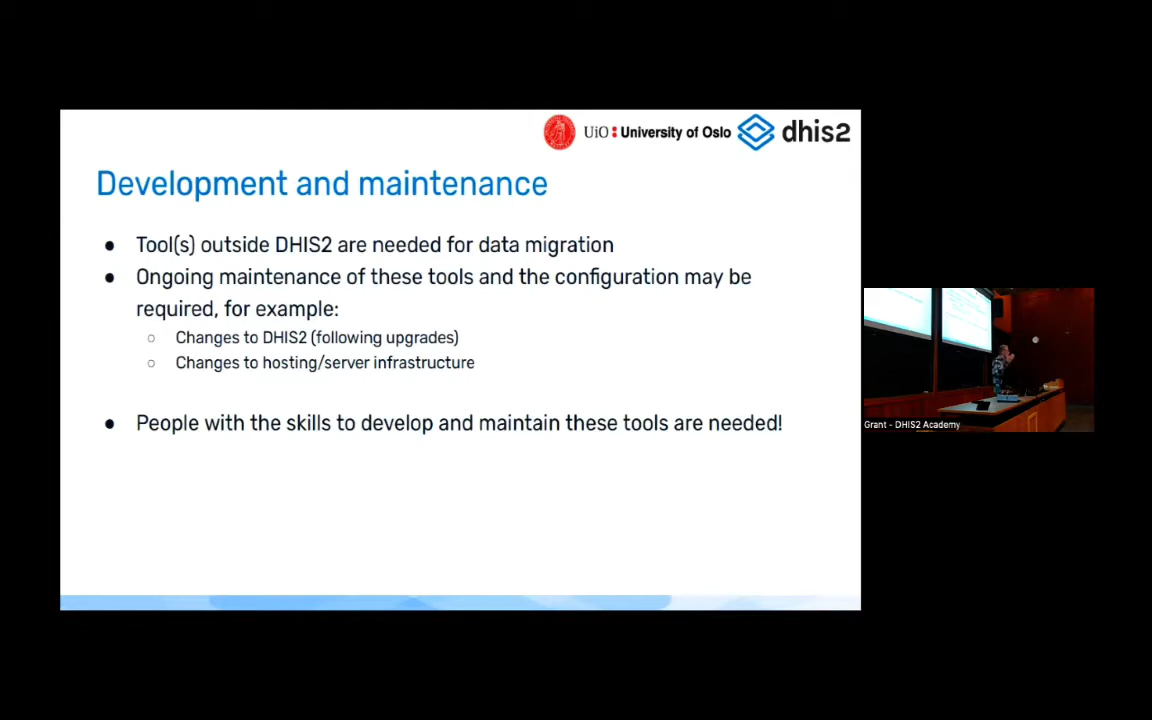 UiO : University of Oslo dhis2
Development and maintenance
● Tool(s) outside DHIS2 are needed for data migration
● Ongoing maintenance of these tools and the configuration may be
required, for example:
○ Changes to DHIS2 (following upgrades)
○ Changes to hosting/server infrastructure
● People with the skills to develop and maintain these tools are needed!
Grant - DHIS2 Academy